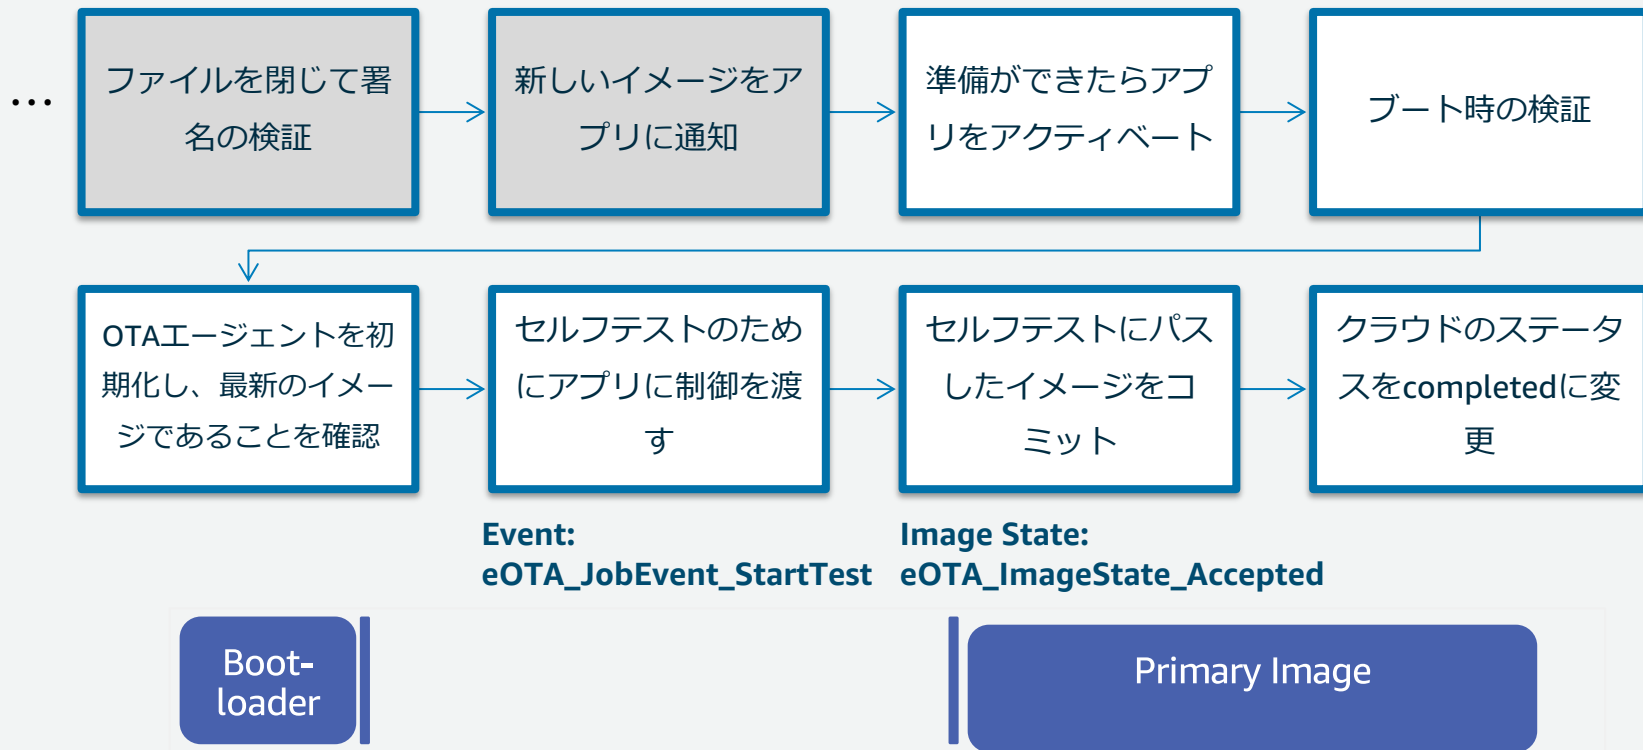 …
ファイルを閉じて署
名の検証
新しいイメージをア
プリに通知
準備ができたらアプ
リをアクティベート
ブート時の検証
OTAエージェントを初
期化し、最新のイメー
ジであることを確認
セルフテストのため
にアプリに制御を渡
す
セルフテストにパス
したイメージをコ
ミット
クラウドのステータ
スをcompletedに変
更
Event:
eOTA_JobEvent_StartTest
Image State:
eOTA_ImageState_Accepted
Boot-
loader
Primary Image